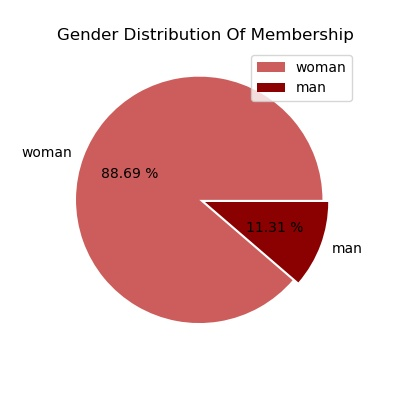 Gender Distribution Of Membership
woman
man
woman
88.69 %
11.31 %
man